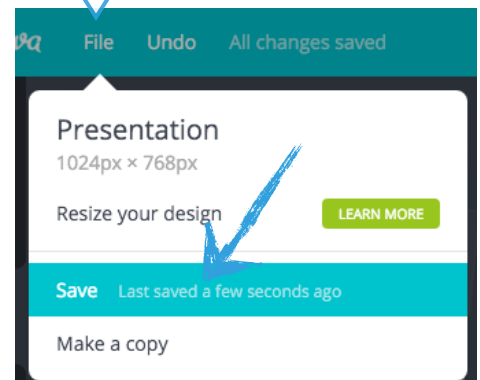 va File Undo All changes saved
Presentation
1024px × 768px
Resize your design LEARN MORE
Save Last saved a few seconds ago
Make a copy